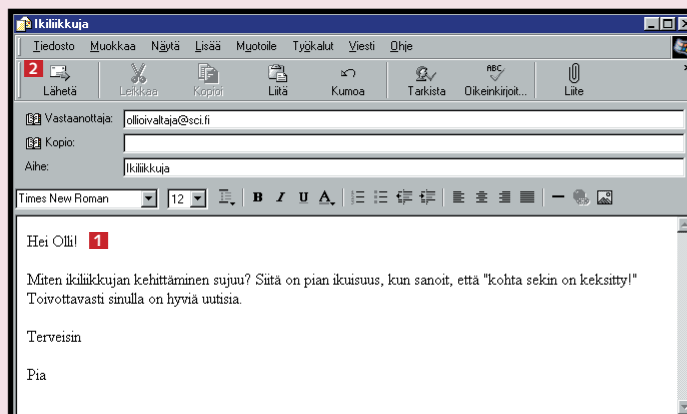 Ikiliikkuja
Tiedosto Muokkaa Näytä Lisää Muotoile Työkalut Viesti Ohje
2
Lähetä Leikkaa Kopioi Liitä Kumoa Tarkista Oikeinkirjoit... Liite
Vastaanottaja: ollioivaltaja@sci.fi
Kopio:
Aihe: Ikiliikkuja
Times New Roman 12 B I U A
Hei Olli! 1
Miten ikiliikkujan kehittäminen sujuu? Siitä on pian ikuisuus, kun sanoit, että "kohta sekin on keksitty!"
Toivottavasti sinulla on hyviä uutisia.
Terveisin
Pia